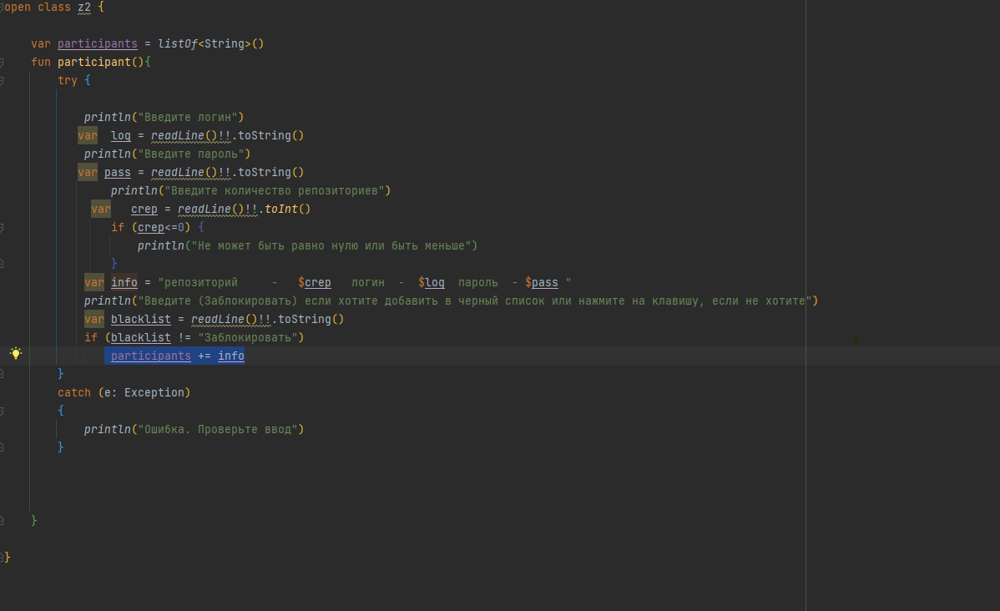 open class z2 {
var participants = listOf<String>()
fun participant(){
try {
println("Введите логин")
var  log = readLine()!!.toString()
println("Введите пароль")
var pass = readLine()!!.toString()
println("Введите количество репозиториев")
var   crep = readLine()!!.toInt()
if (crep<=0) {
println("Не может быть равно нулю или быть меньше")
}
var info = "репозиторий     -   $crep   логин  -  $log  пароль  - $pass "
println("Введите (Заблокировать) если хотите добавить в черный список или нажмите на клавишу, если не хотите")
var blacklist = readLine()!!.toString()
if (blacklist != "Заблокировать")
participants += info
}
catch (e: Exception)
{
println("Ошибка. Проверьте ввод")
}
}
}